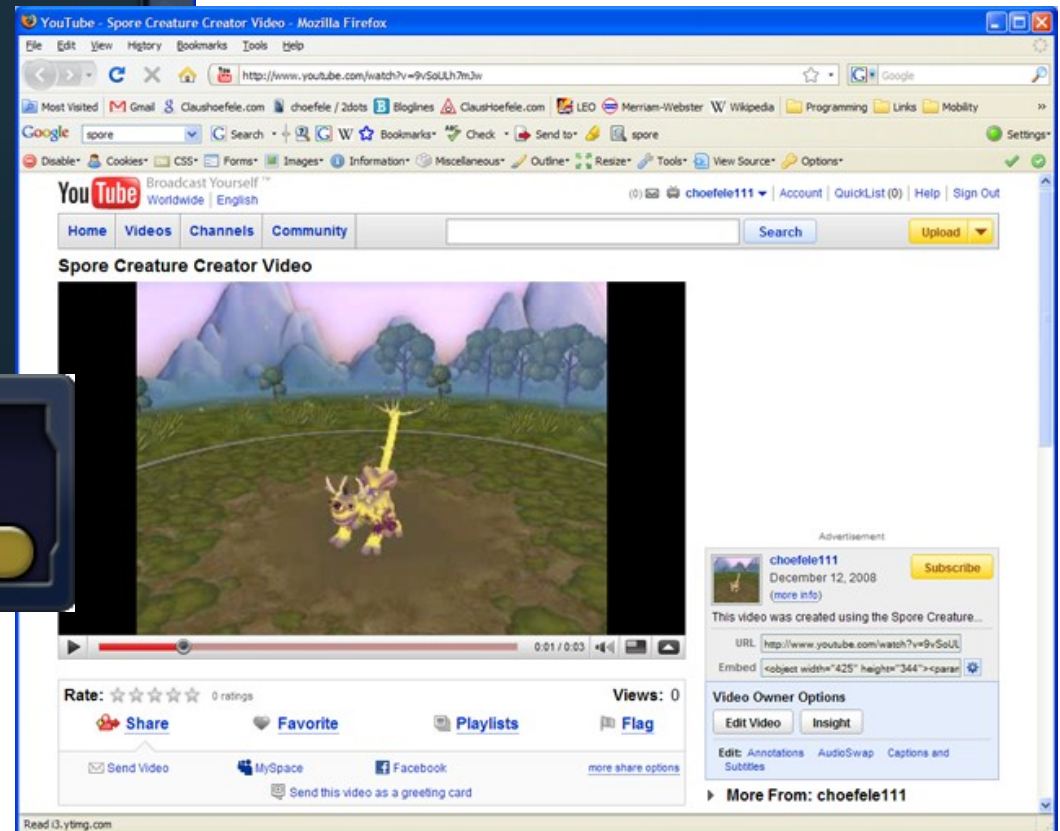 YouTube - Spore Creature Creator Video - Mozilla Firefox
File Edit View History Bookmarks Tools Help
http://www.youtube.com/watch?v=9vSoULh7mJw Google
Most Visited Gmail Claushoefele.com choefele / 2dots Bloglines ClausHoefele.com LEO Merriam-Webster Wikipedia Programming Links Mobility »
Google spore Search Bookmarks Check Send to spore Settings
Disable Cookies CSS Forms Images Information Miscellaneous Outline Resize Tools View Source Options
YouTube Broadcast Yourself ™
Worldwide | English
(0) choefele111 | Account | QuickList (0) | Help | Sign Out
Home Videos Channels Community Search Upload
Spore Creature Creator Video
0:01 / 0:03
Advertisement
choefele111
December 12, 2008
(more info)
Subscribe
This video was created using the Spore Creature...
URL http://www.youtube.com/watch?v=9vSoUL
Embed <object width="425" height="344"><param
Rate: 0 ratings Views: 0
Share Favorite Playlists Flag
Send Video MySpace Facebook more share options
Send this video as a greeting card
Video Owner Options
Edit Video Insight
Edit: Annotations AudioSwap Captions and
Subtitles
More From: choefele111
Read i3.ytimg.com